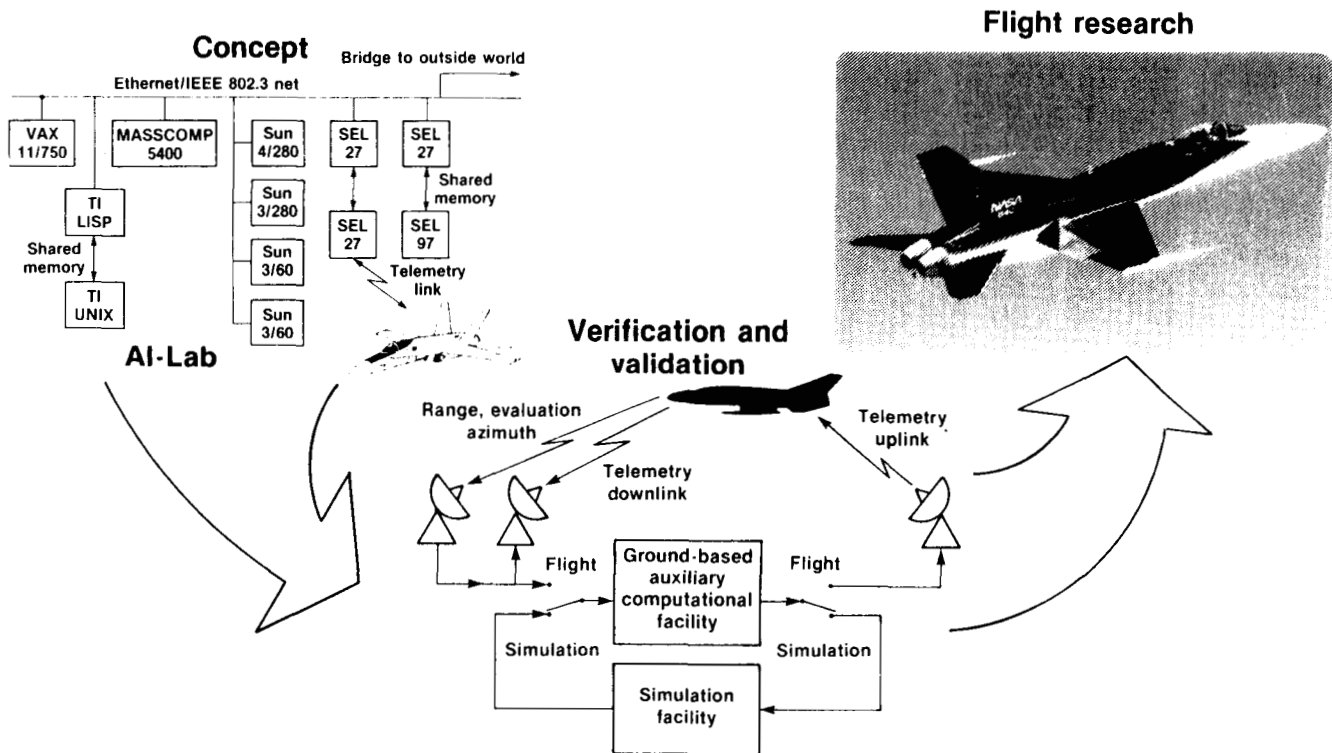 Concept
Bridge to outside world
Ethernet/IEEE 802.3 net
VAX
11/750
MASSCOMP
5400
Sun
4/280
SEL
27
SEL
27
TI
LISP
Sun
3/280
Shared
memory
SEL
27
SEL
97
Shared
memory
Sun
3/60
Telemetry
link
TI
UNIX
Sun
3/60
AI-Lab
Flight research
NASA
Verification and
validation
Range, evaluation
azimuth
Telemetry
uplink
Telemetry
downlink
Flight
Ground-based
auxiliary
computational
facility
Flight
Simulation
Simulation
Simulation
facility